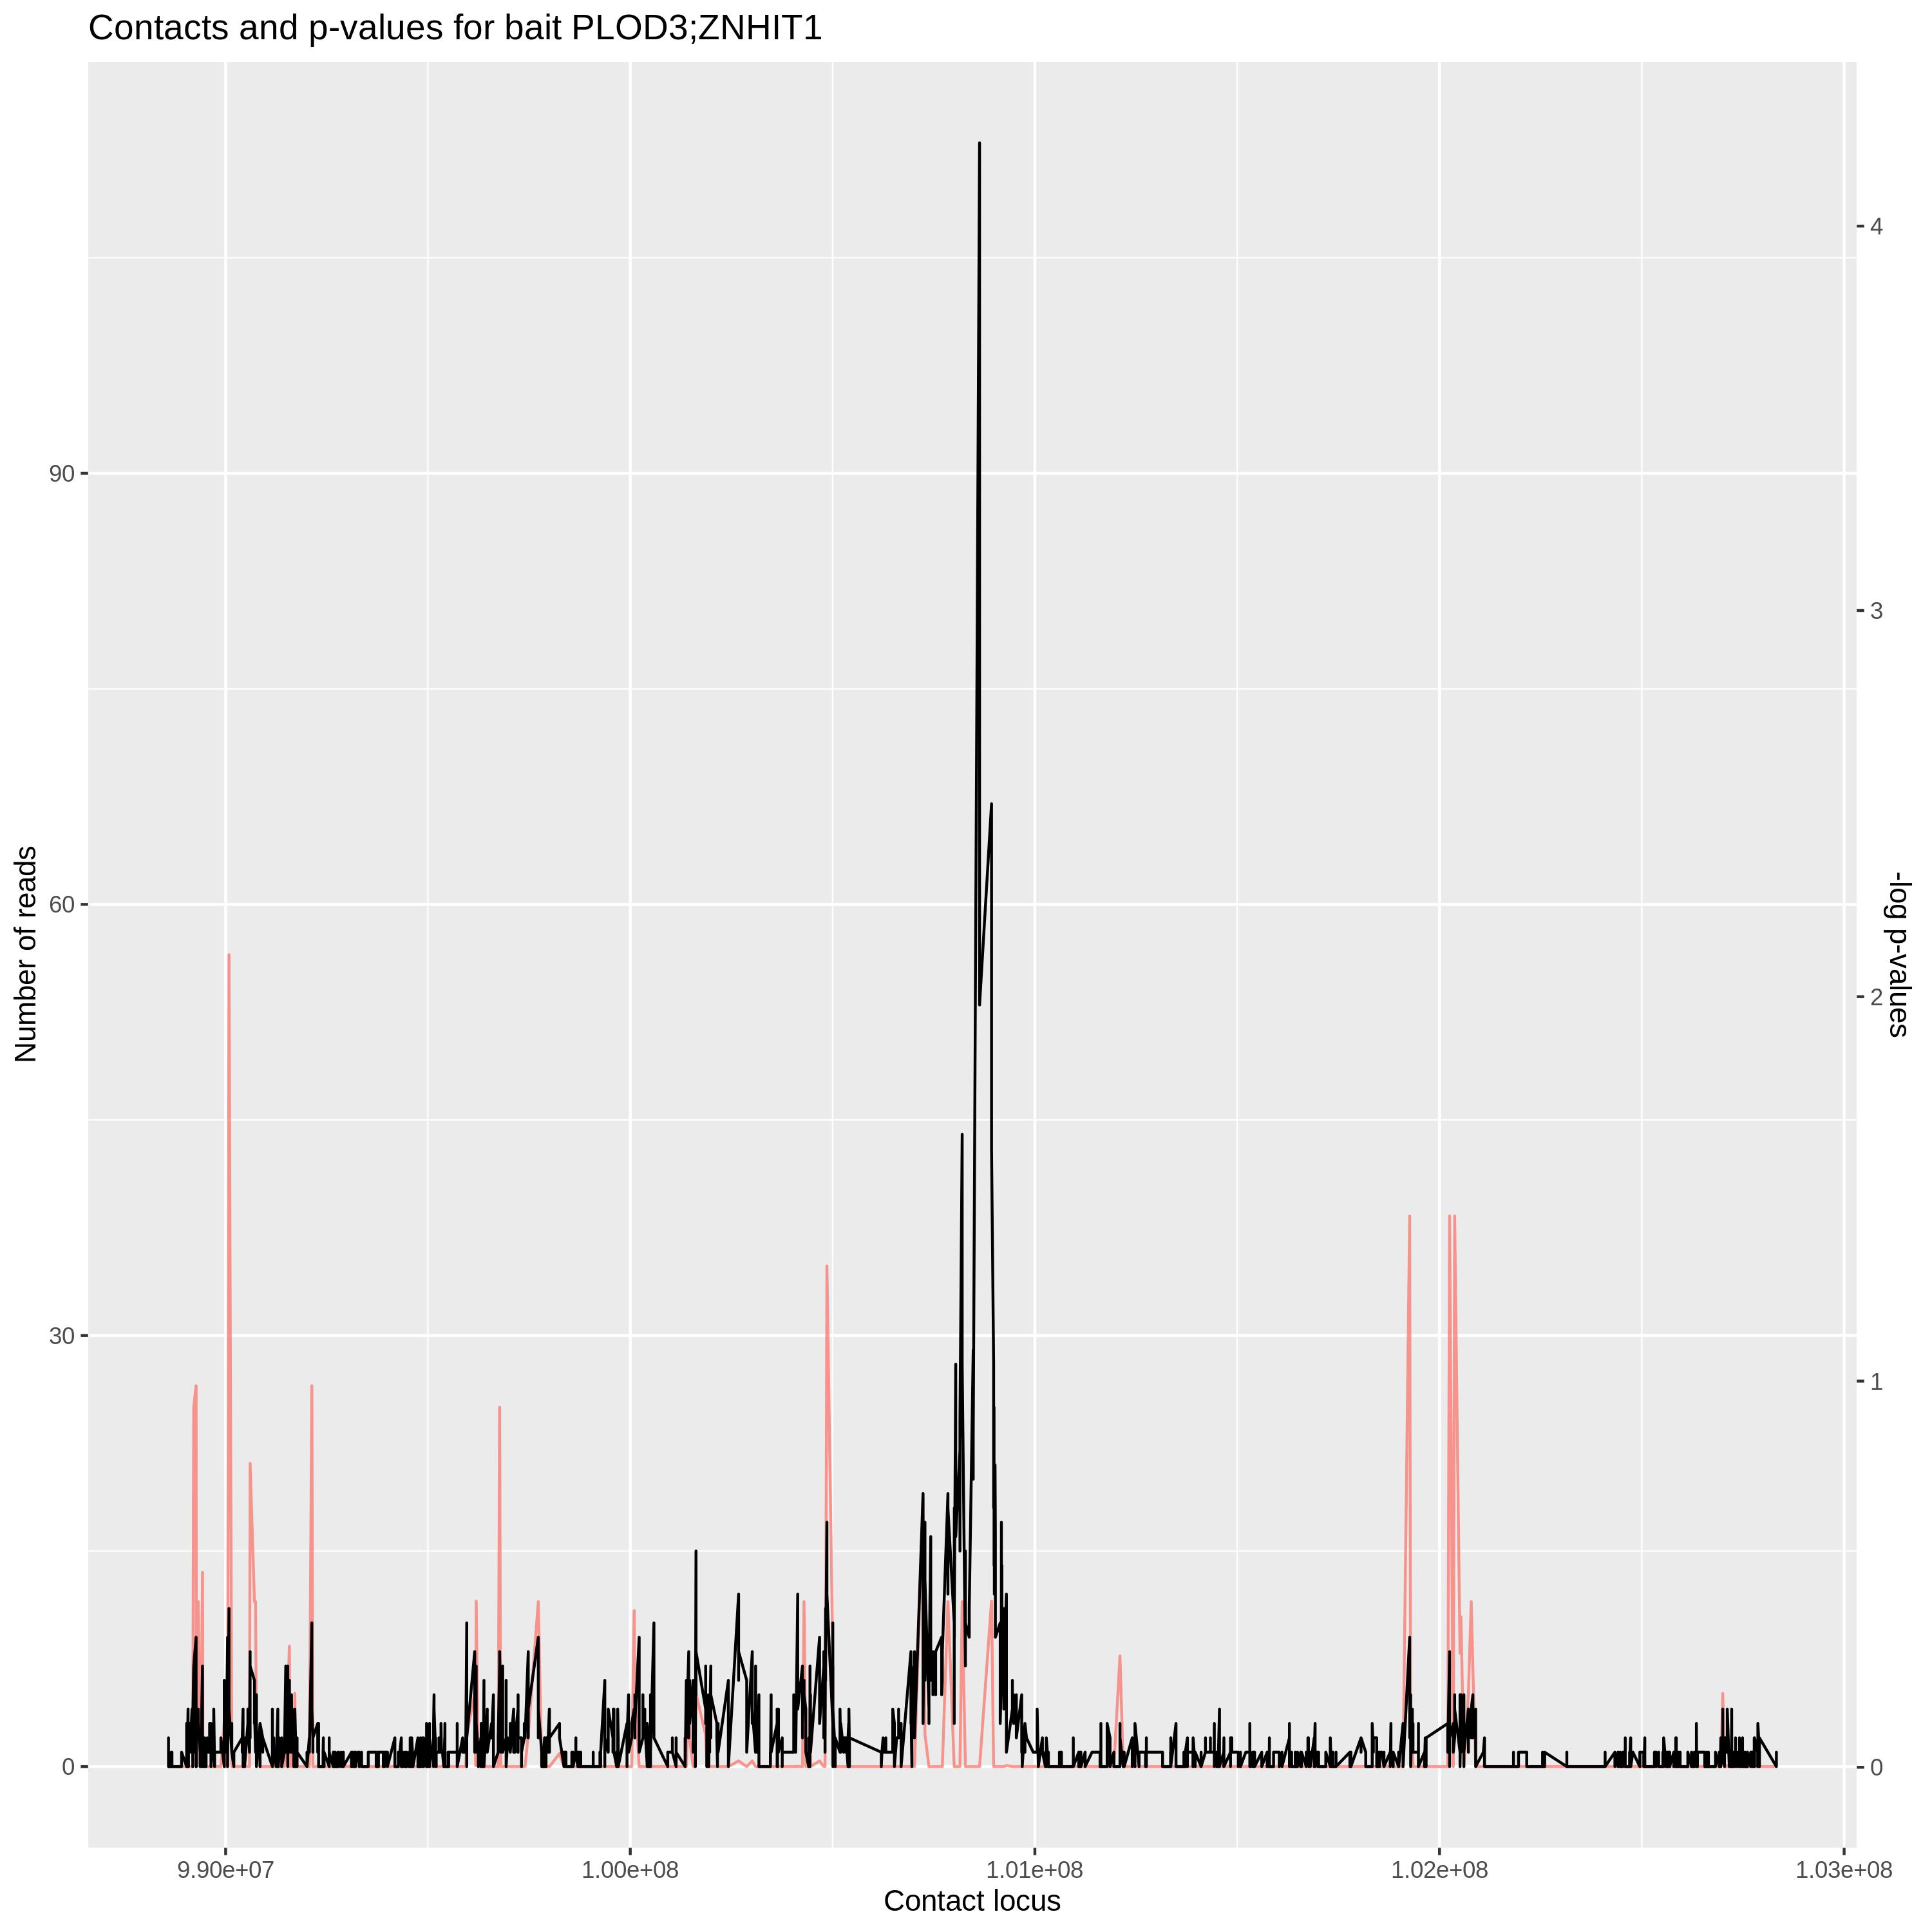 Contacts and p-values for bait PLOD3;ZNHIT1
Number of reads
90
60
30
0
4
3
2
1
0
-log p-values
9.90e+07
1.00e+08
1.01e+08
1.02e+08
1.03e+08
Contact locus